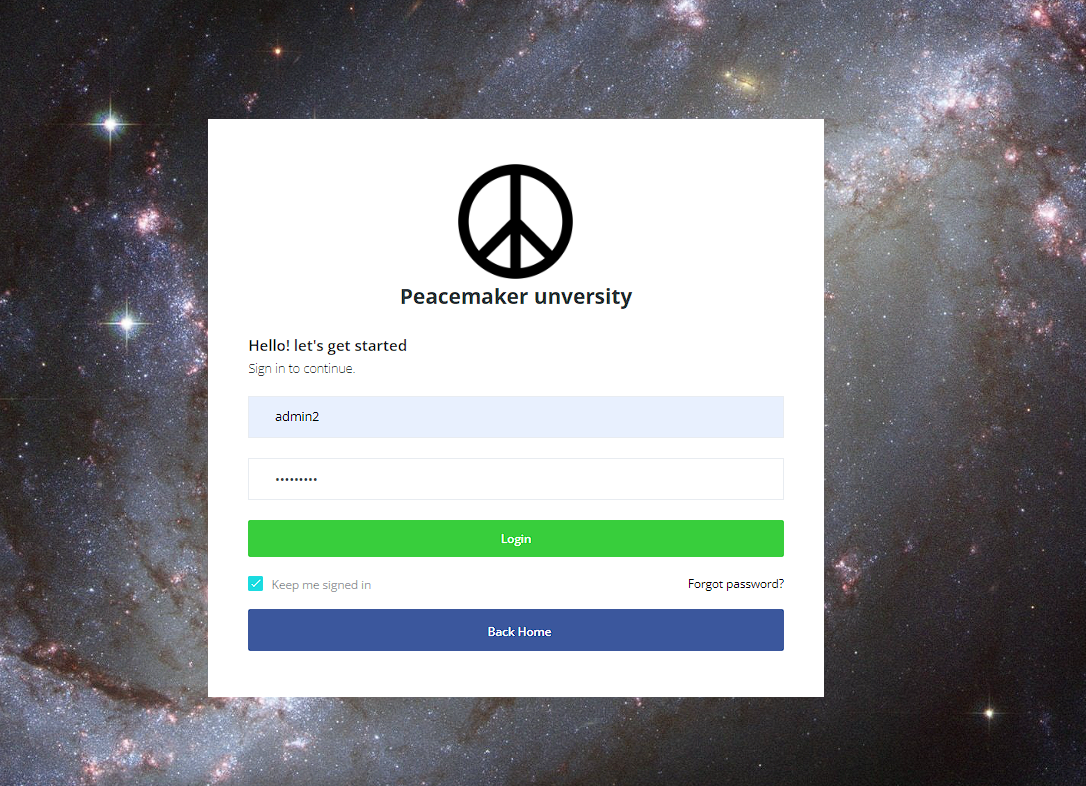 Peacemaker unversity
Hello! let's get started
Sign in to continue.
admin2
•••••••••
Login
Keep me signed in
Forgot password?
Back Home